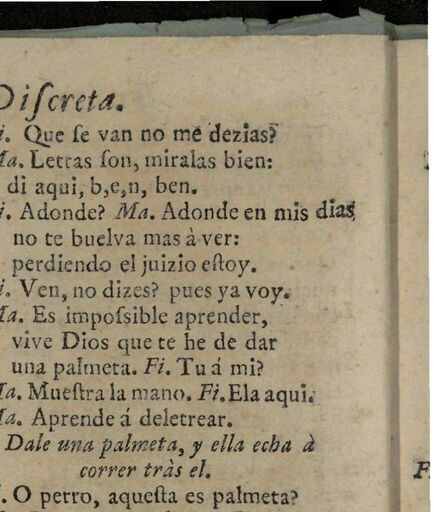 Diſcreta.
i. Que ſe van no me dezias?
Ma. Letras ſon, miralas bien:
di aqui, b,e,n, ben.
i. Adonde? Ma. Adonde en mis dias
no te buelva mas à ver:
perdiendo el juizio eſtoy.
i. Ven, no dizes? pues ya voy.
Ma. Es impoſsible aprender,
vive Dios que te he de dar
una palmeta. Fi. Tu á mi?
Ma. Mueſtra la mano. Fi. Ela aqui.
Ma. Aprende á deletrear.
Dale una palmeta, y ella echa à
correr tràs el.
i. O perro, aqueſta es palmeta?